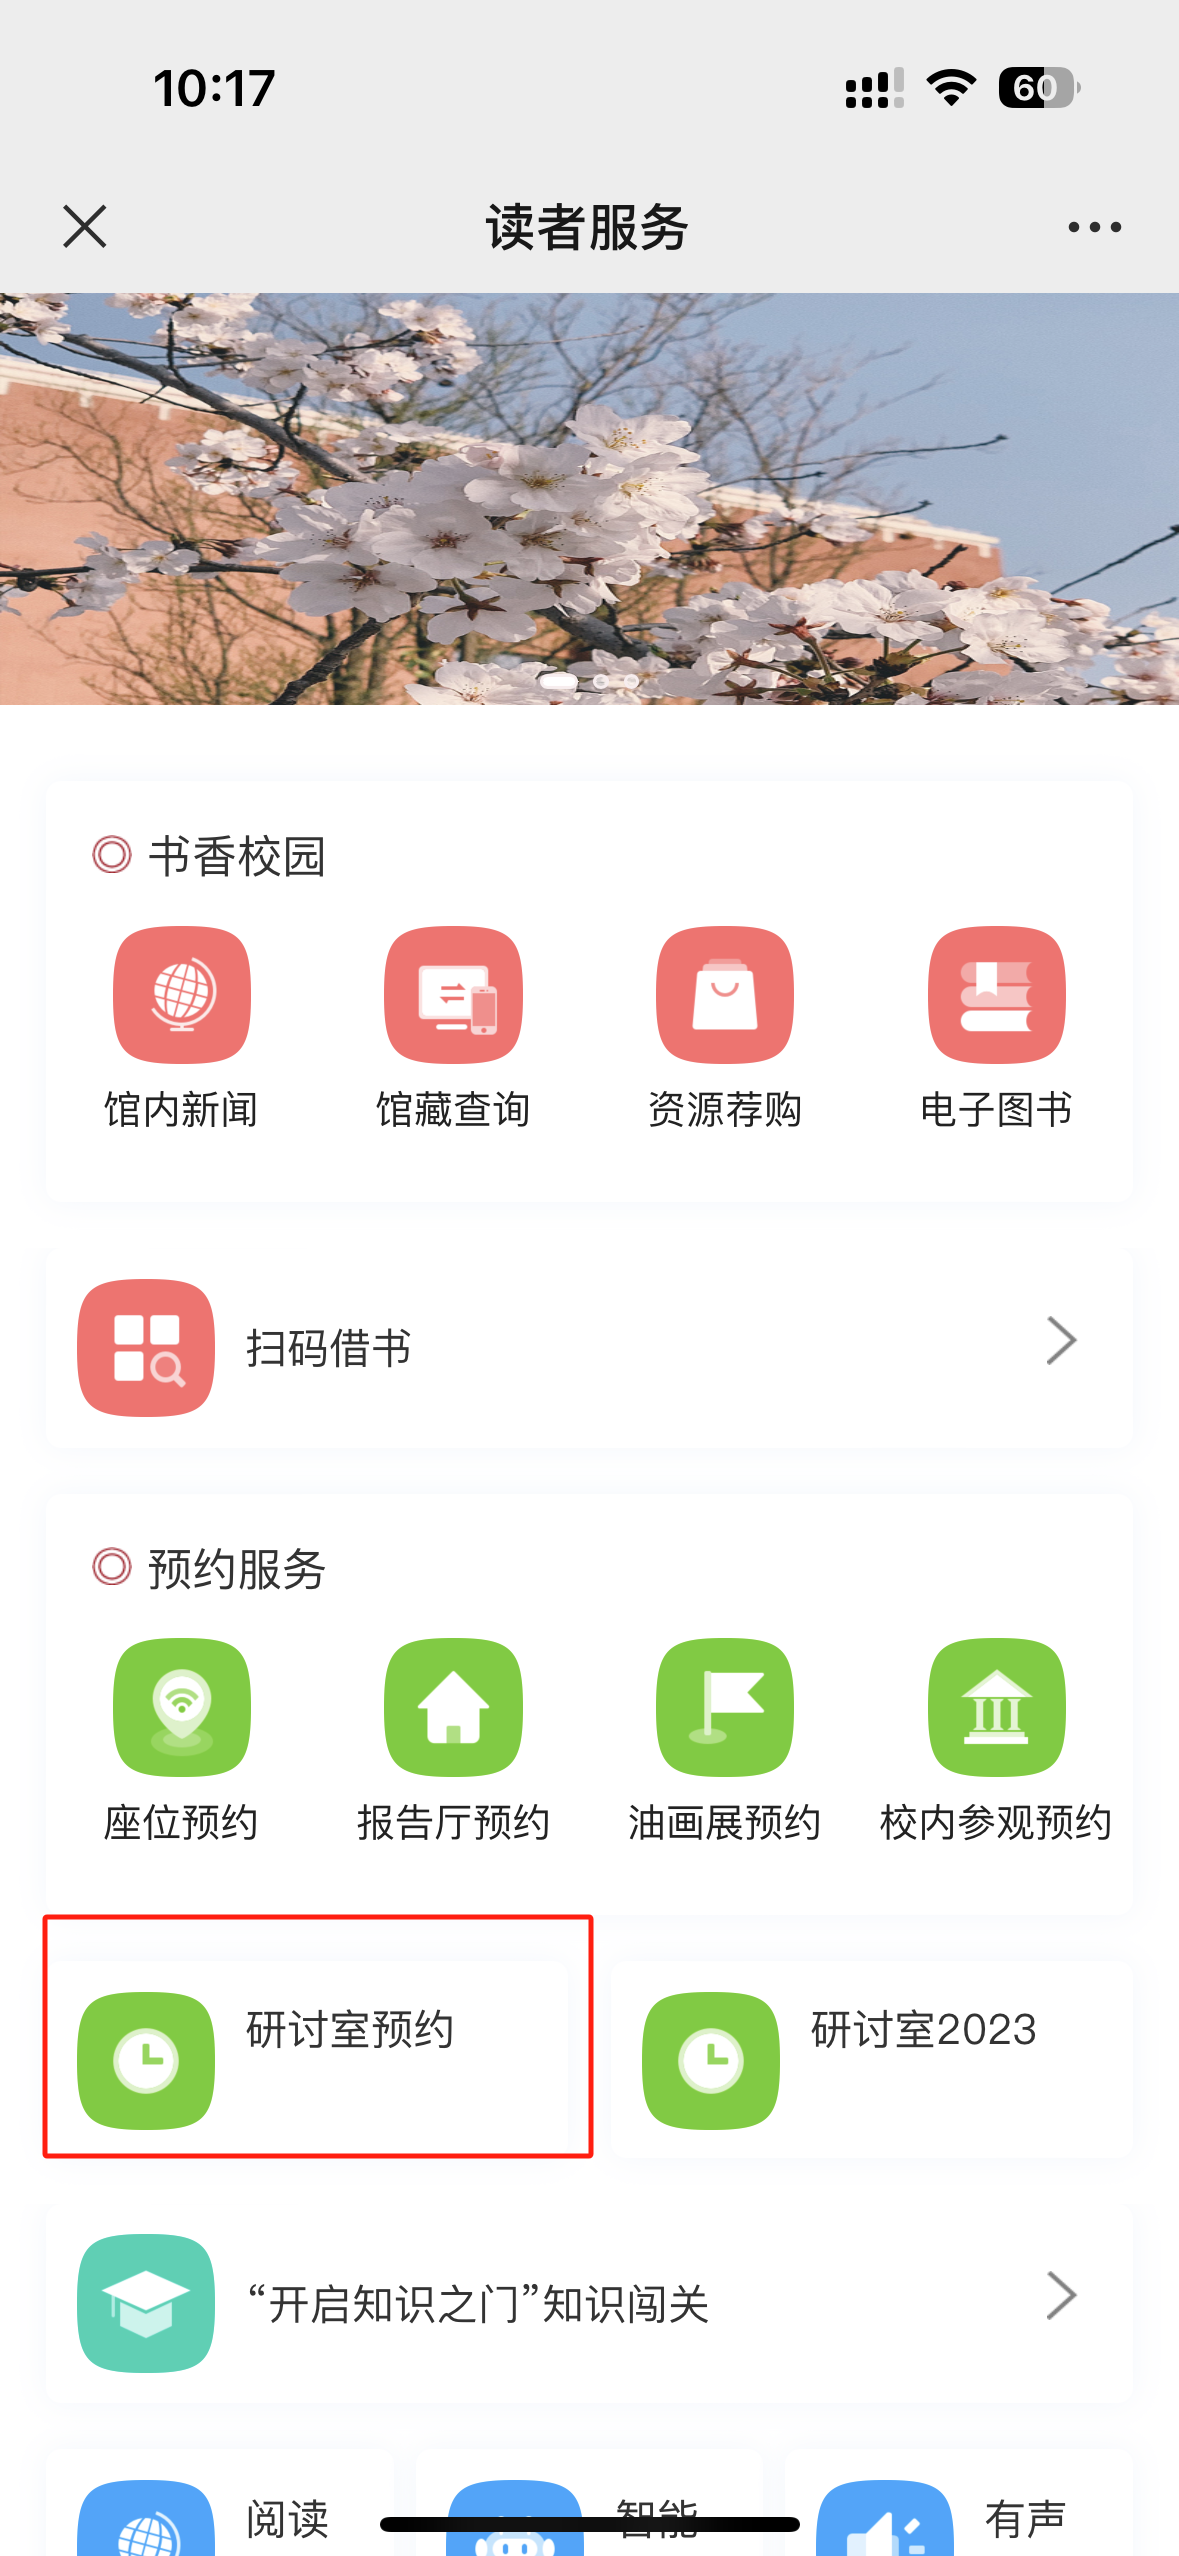 10:17
60
读者服务
书香校园
馆内新闻 馆藏查询 资源荐购 电子图书
扫码借书
预约服务
座位预约 报告厅预约 油画展预约 校内参观预约
研讨室预约 研讨室2023
“开启知识之门”知识闯关
阅读 智能 有声